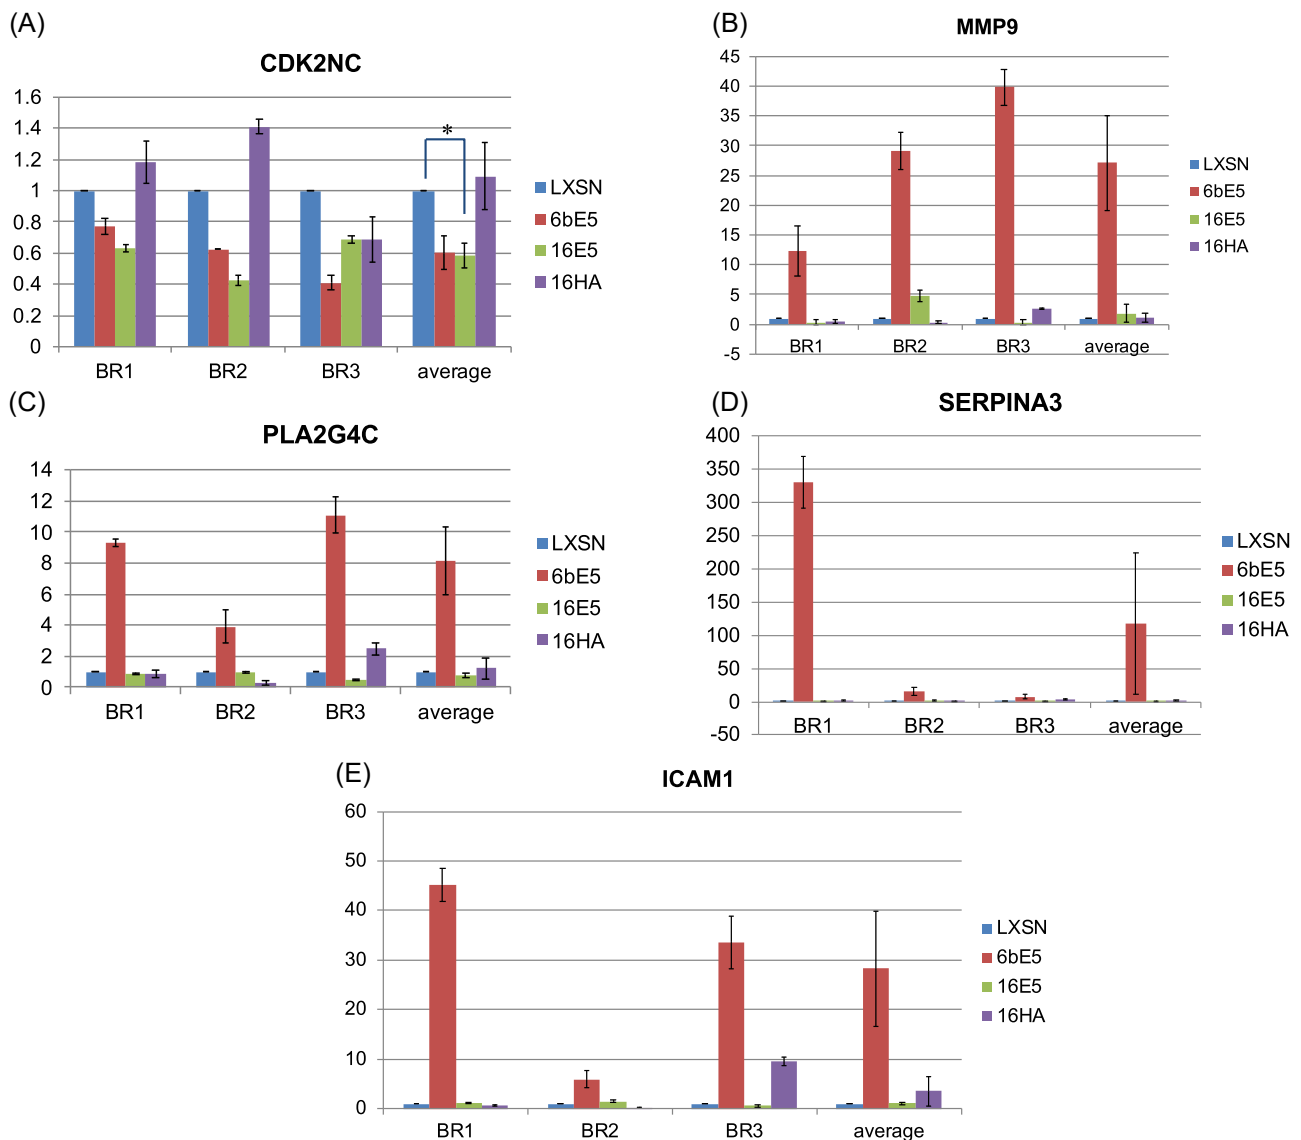 (A)
CDK2NC
1.6
1.4
1.2
1
0.8
0.6
0.4
0.2
0
*
BR1 BR2 BR3 average
LXSN
6bE5
16E5
16HA
(B)
MMP9
45
40
35
30
25
20
15
10
5
0
-5
BR1 BR2 BR3 average
LXSN
6bE5
16E5
16HA
(C)
PLA2G4C
14
12
10
8
6
4
2
0
BR1 BR2 BR3 average
LXSN
6bE5
16E5
16HA
(D)
SERPINA3
400
350
300
250
200
150
100
50
0
-50
BR1 BR2 BR3 average
LXSN
6bE5
16E5
16HA
(E)
ICAM1
60
50
40
30
20
10
0
BR1 BR2 BR3 average
LXSN
6bE5
16E5
16HA